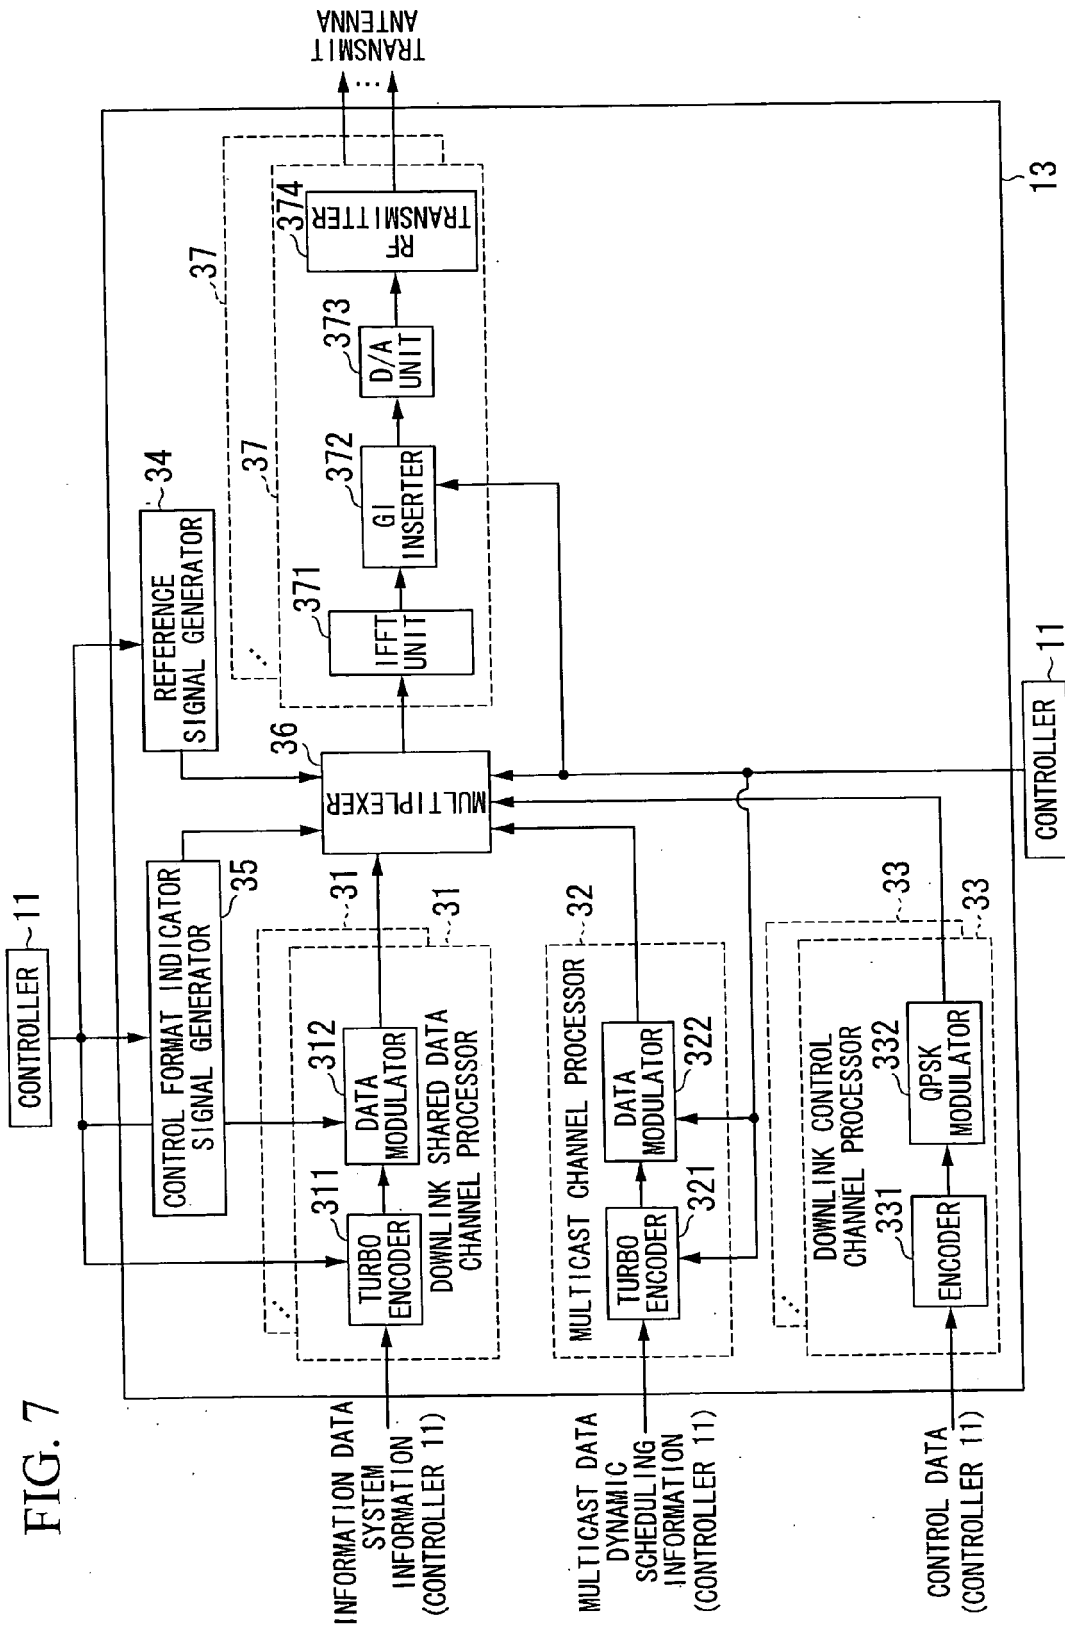 FIG. 7
CONTROLLER
11
CONTROL FORMAT INDICATOR
SIGNAL GENERATOR
35
REFERENCE
SIGNAL GENERATOR
34
INFORMATION DATA
SYSTEM
INFORMATION
(CONTROLLER 11)
TURBO
ENCODER
311
DATA
MODULATOR
312
DOWNLINK SHARED DATA
CHANNEL PROCESSOR
31
31
MULTIPLEXER
36
IFFT
UNIT
371
GI
INSERTER
372
D/A
UNIT
373
RF
TRANSMITTER
374
37
37
TRANSMIT
ANTENNA
MULTICAST DATA
DYNAMIC
SCHEDULING
INFORMATION
(CONTROLLER 11)
MULTICAST CHANNEL PROCESSOR
32
TURBO
ENCODER
321
DATA
MODULATOR
322
CONTROL DATA
(CONTROLLER 11)
DOWNLINK CONTROL
CHANNEL PROCESSOR
33
33
ENCODER
331
QPSK
MODULATOR
332
CONTROLLER
11
13